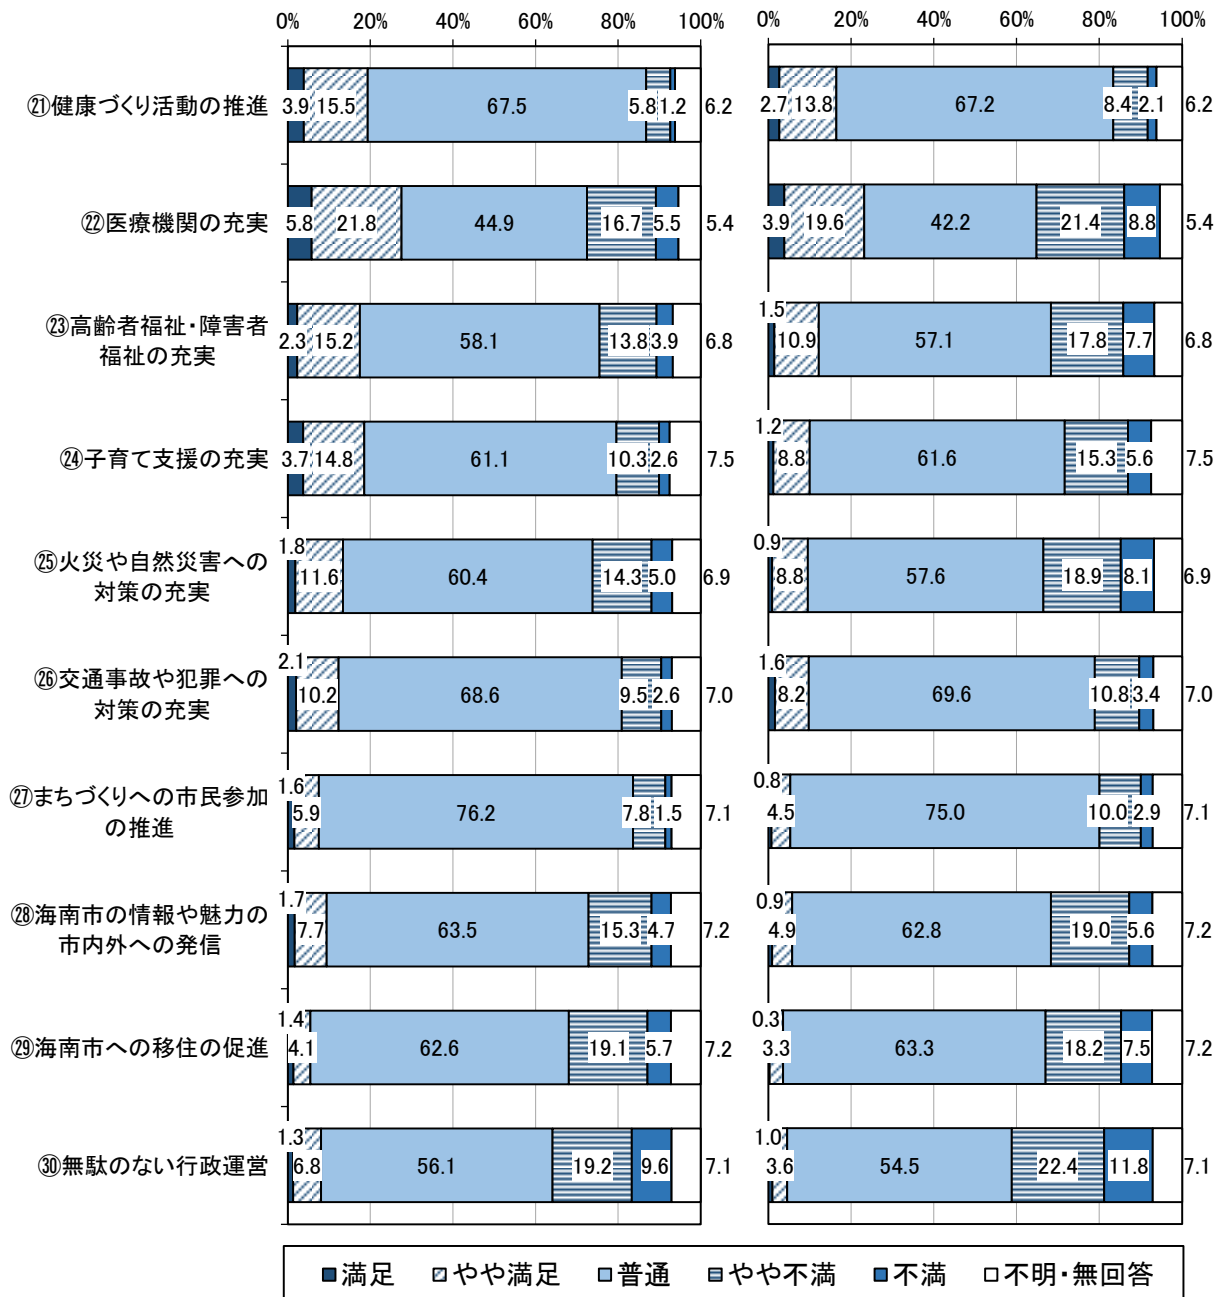 0% 20% 40% 60% 80% 100%
0% 20% 40% 60% 80% 100%
㉑健康づくり活動の推進
3.9 15.5 67.5 5.8 1.2 6.2
2.7 13.8 67.2 8.4 2.1 6.2
㉒医療機関の充実
5.8 21.8 44.9 16.7 5.5 5.4
3.9 19.6 42.2 21.4 8.8 5.4
㉓高齢者福祉・障害者
福祉の充実
2.3 15.2 58.1 13.8 3.9 6.8
1.5 10.9 57.1 17.8 7.7 6.8
㉔子育て支援の充実
3.7 14.8 61.1 10.3 2.6 7.5
1.2 8.8 61.6 15.3 5.6 7.5
㉕火災や自然災害への
対策の充実
1.8 11.6 60.4 14.3 5.0 6.9
0.9 8.8 57.6 18.9 8.1 6.9
㉖交通事故や犯罪への
対策の充実
2.1 10.2 68.6 9.5 2.6 7.0
1.6 8.2 69.6 10.8 3.4 7.0
㉗まちづくりへの市民参加
の推進
1.6 5.9 76.2 7.8 1.5 7.1
0.8 4.5 75.0 10.0 2.9 7.1
㉘海南市の情報や魅力の
市内外への発信
1.7 7.7 63.5 15.3 4.7 7.2
0.9 4.9 62.8 19.0 5.6 7.2
㉙海南市への移住の促進
1.4 4.1 62.6 19.1 5.7 7.2
0.3 3.3 63.3 18.2 7.5 7.2
㉚無駄のない行政運営
1.3 6.8 56.1 19.2 9.6 7.1
1.0 3.6 54.5 22.4 11.8 7.1
満足 やや満足 普通 やや不満 不満 不明・無回答